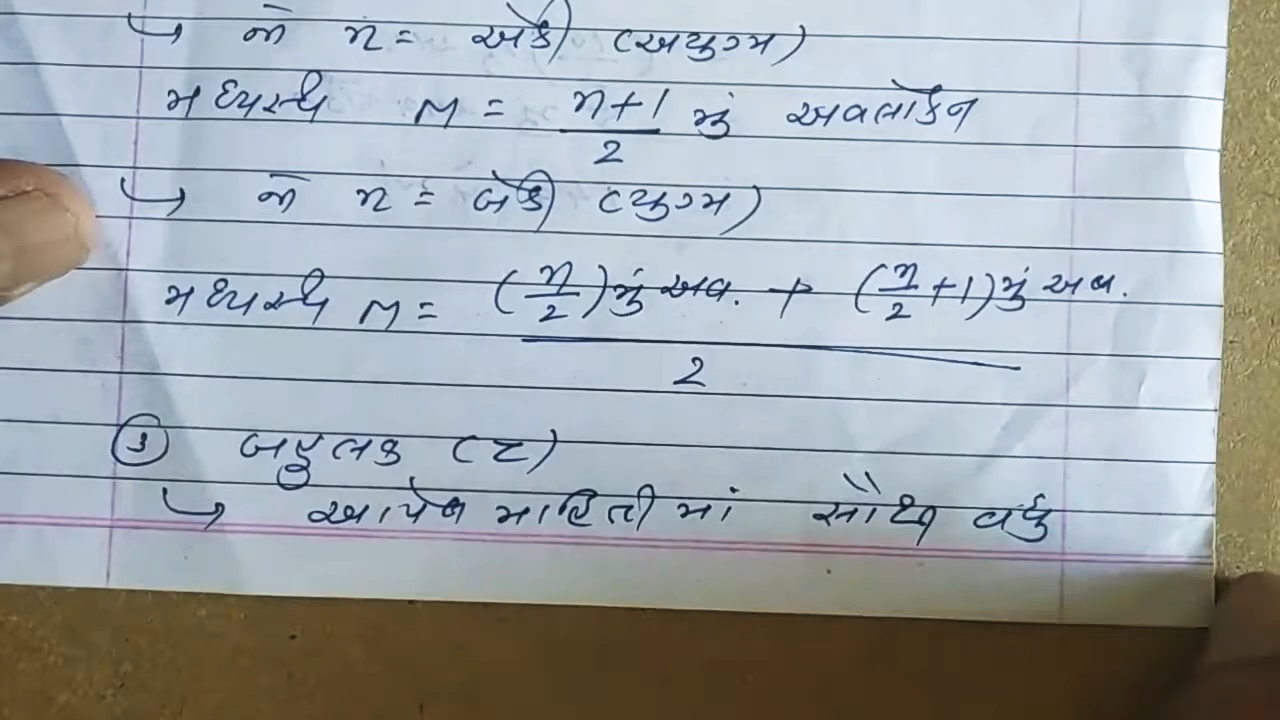 ↳ જો n = એકી (અયુગ્મ)
મધ્યસ્થ M = n+1/2 નું અવલોકન
↳ જો n = બેકી (યુગ્મ)
મધ્યસ્થ M = (n/2)નું અવ. + (n/2 +1)નું અવ. / 2
③ બહુલક (Z)
↳ આપેલ માહિતી માં સૌથી વધુ